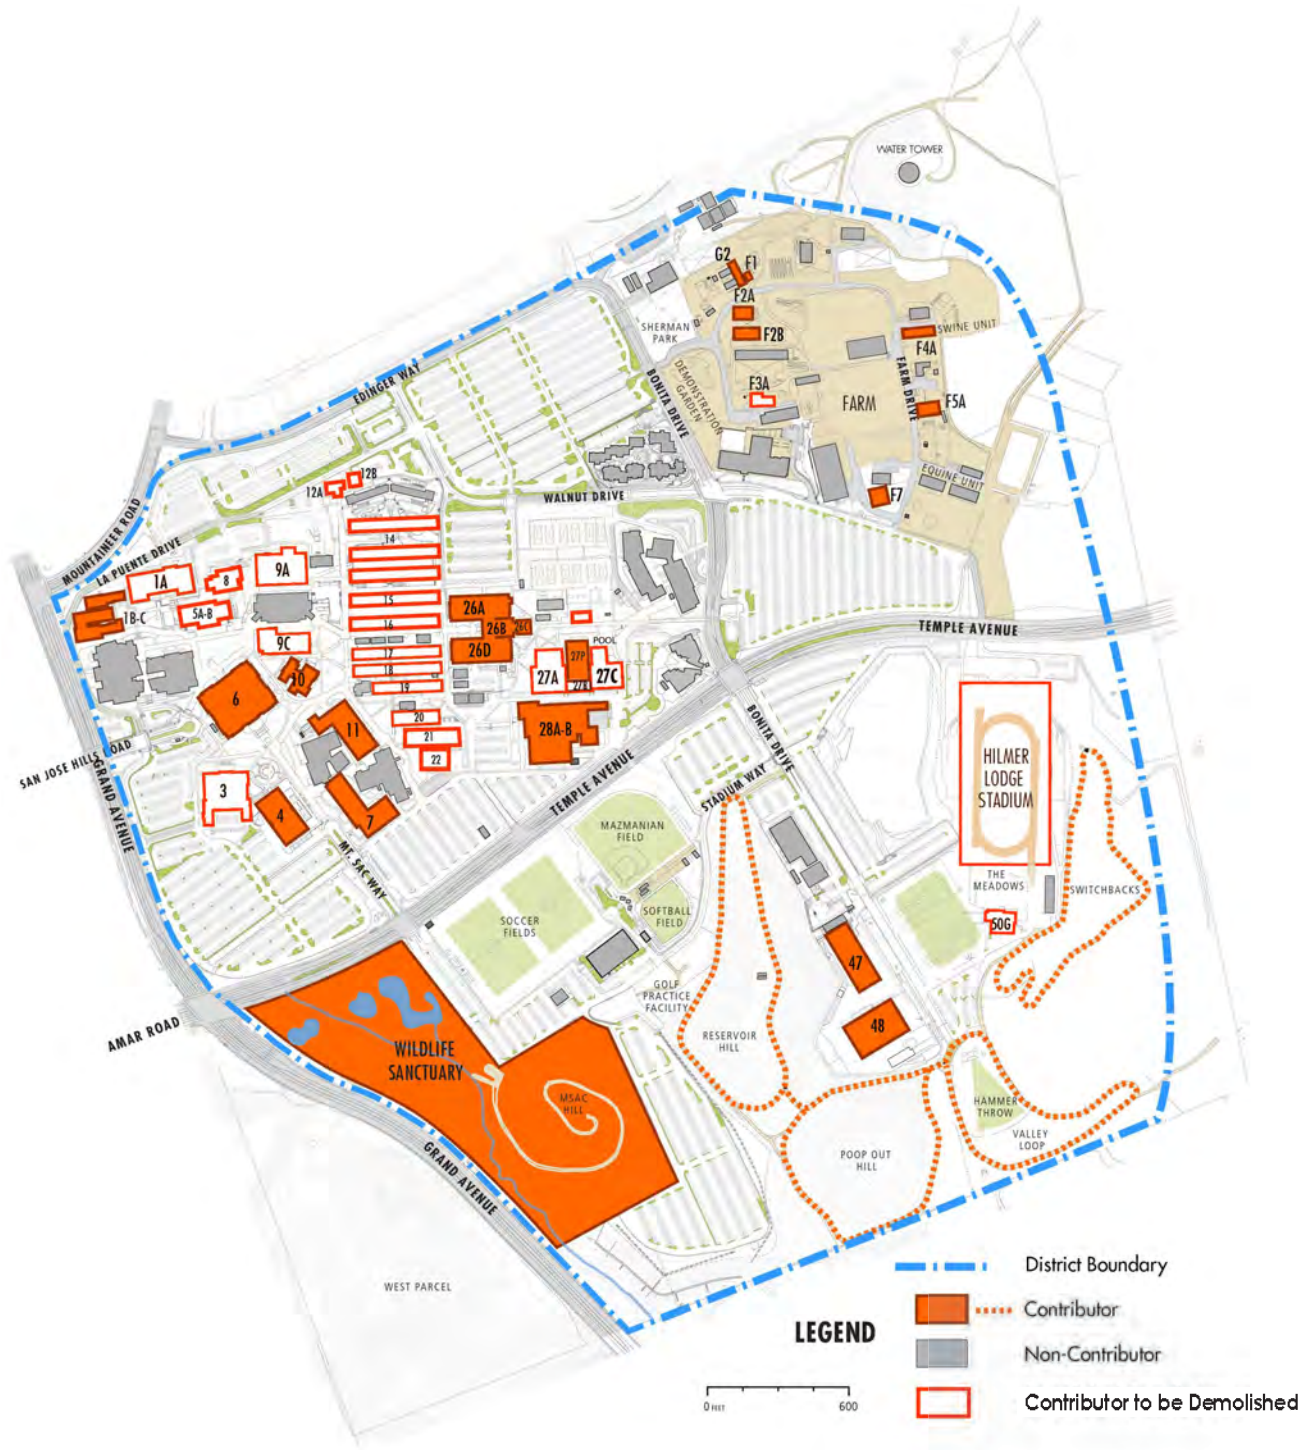 WATER TOWER
G2
F1
F2A
F2B
SHERMAN
PARK
SWINE UNIT
F4A
F3A
FARM DRIVE
DEMONSTRATION
GARDEN
BONITA DRIVE
FARM
F5A
EDINGER WAY
EQUINE UNIT
F7
12B
12A
WALNUT DRIVE
MOUNTAINEER ROAD
LA PUENTE DRIVE
14
1A
8
9A
15
1B-C
5A-B
16
26A
26B
26C
26D
9C
17
18
19
POOL
27P
27A
27B
27C
TEMPLE AVENUE
6
10
11
20
21
22
28A-B
SAN JOSE HILLS ROAD
GRAND AVENUE
3
4
7
MT. SAC WAY
TEMPLE AVENUE
STADIUM WAY
BONITA DRIVE
HILMER
LODGE
STADIUM
MAZMANIAN
FIELD
THE
MEADOWS
SWITCHBACKS
SOCCER
FIELDS
SOFTBALL
FIELD
50G
47
GOLF
PRACTICE
FACILITY
48
RESERVOIR
HILL
AMAR ROAD
WILDLIFE
SANCTUARY
MSAC
HILL
HAMMER
THROW
VALLEY
LOOP
POOP OUT
HILL
GRAND AVENUE
WEST PARCEL
LEGEND
District Boundary
Contributor
Non-Contributor
Contributor to be Demolished
0 FEET
600